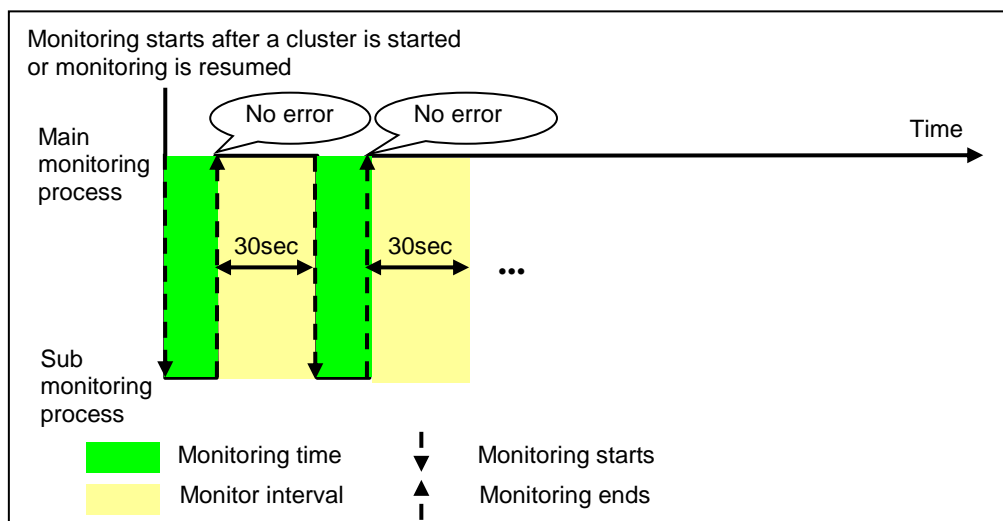 Monitoring starts after a cluster is started
or monitoring is resumed
No error
No error
Time
Main
monitoring
process
30sec
30sec
...
Sub
monitoring
process
Monitoring time
Monitoring starts
Monitor interval
Monitoring ends